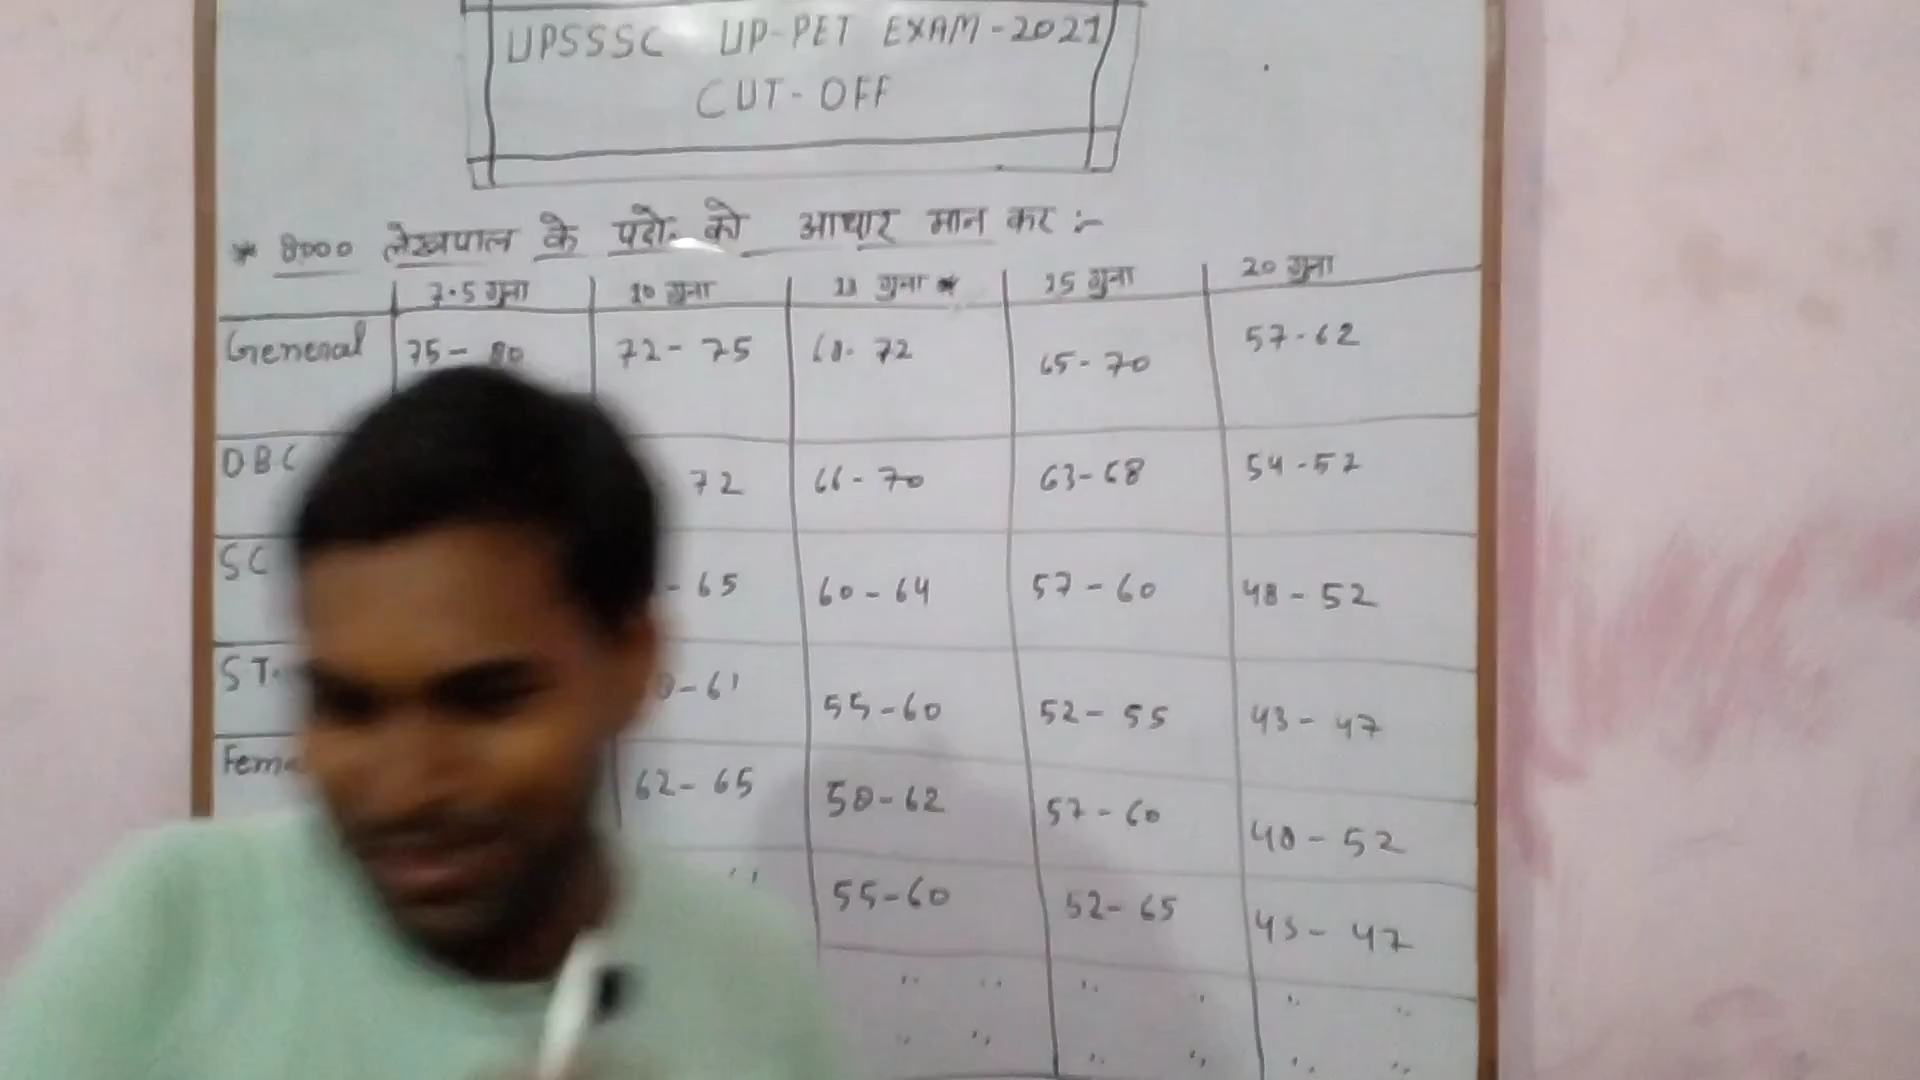 UPSSSC UP-PET EXAM-2021
CUT-OFF
* 8000 लेखपाल के पदो को आधार मान कर :-
7.5 गुना 10 गुना गुना * 15 गुना 20 गुना
General 75- 80 72- 75 68- 72 65- 70 57-62
OBC 72 66- 70 63-68 54-57
SC - 65 60-64 57-60 48-52
ST. -61 55-60 52-55 43-47
62-65 58-62 57-60 48-52
55-60 52-65 43-47